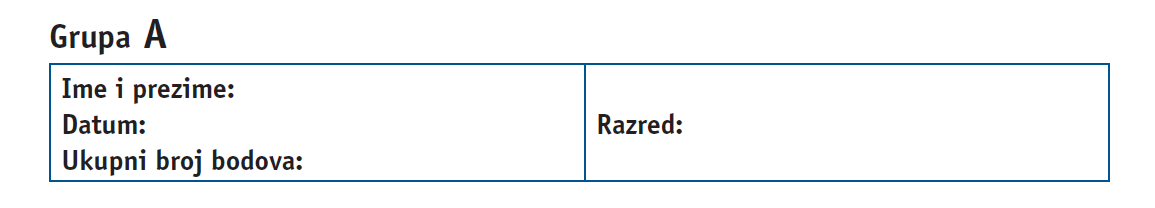 Grupa A
Ime i prezime:
Datum:
Ukupni broj bodova:
Razred: